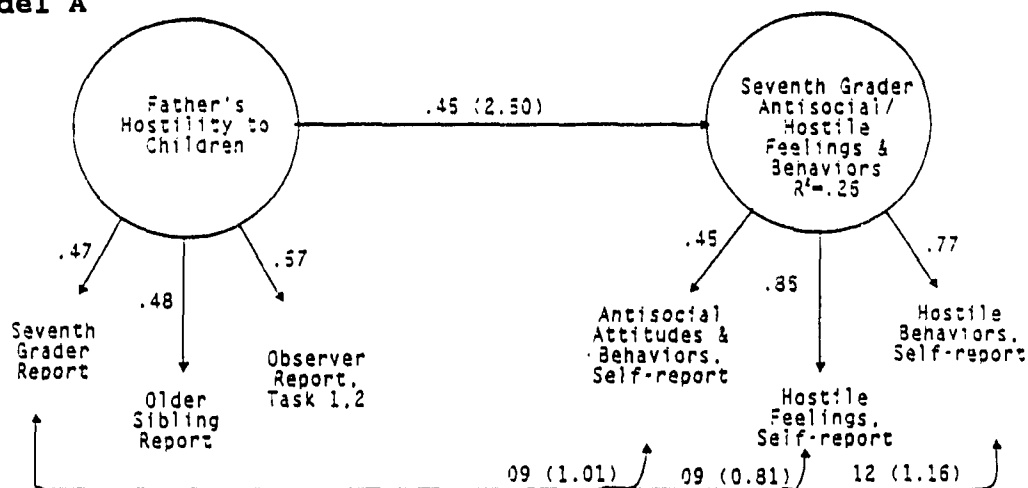 del A
Father's
Hostility to
Children
.45 (2.50)
Seventh Grader
Antisocial/
Hostile
Feelings &
Behaviors
R²=.25
.47
.48
.57
.45
.85
.77
Seventh
Grader
Report
Older
Sibling
Report
Observer
Report,
Task 1,2
Antisocial
Attitudes &
Behaviors,
Self-report
Hostile
Feelings,
Self-report
Hostile
Behaviors,
Self-report
09 (1.01)
09 (0.81)
12 (1.16)